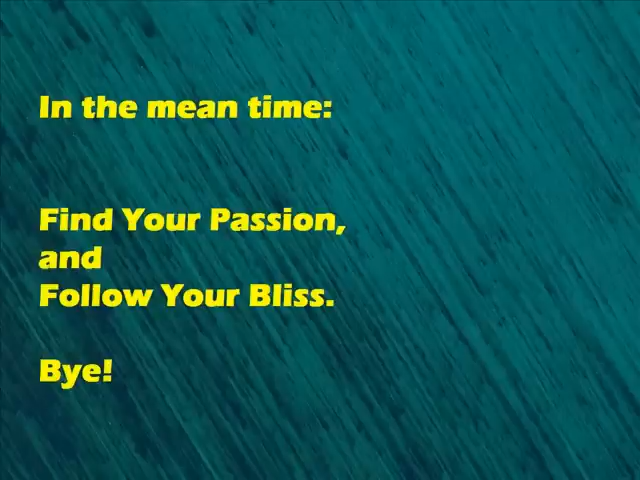 In the mean time:
Find Your Passion,
and
Follow Your Bliss.
Bye!